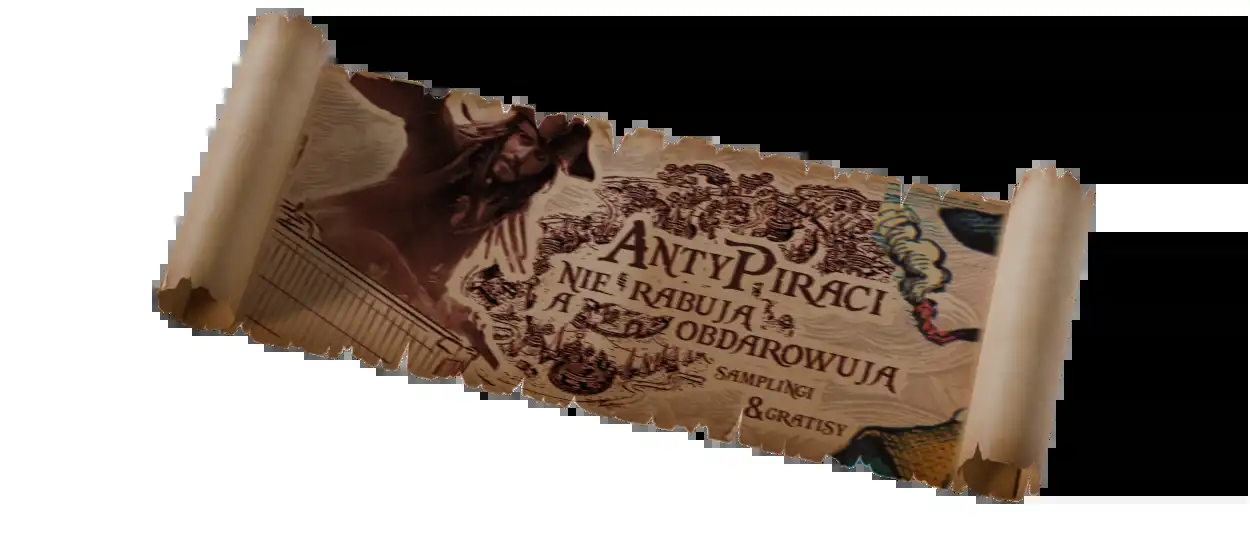 ANTYPIRACI
NIE RABUJĄ
A OBDAROWUJĄ
SAMPLINGI
& GRATISY